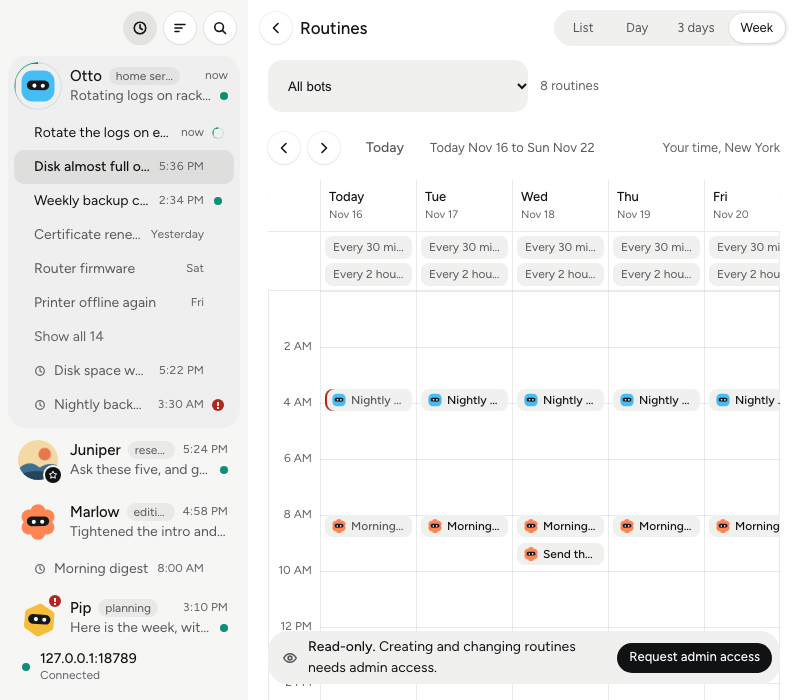 Otto home ser... now
Rotating logs on rack...
Rotate the logs on e... now
Disk almost full o... 5:36 PM
Weekly backup c... 2:34 PM
Certificate rene... Yesterday
Router firmware Sat
Printer offline again Fri
Show all 14
Disk space w... 5:22 PM
Nightly back... 3:30 AM
Juniper rese... 5:24 PM
Ask these five, and g...
Marlow editi... 4:58 PM
Tightened the intro and...
Morning digest 8:00 AM
Pip planning 3:10 PM
Here is the week, wit...
127.0.0.1:18789
Connected
Routines List Day 3 days Week
All bots 8 routines
Today Today Nov 16 to Sun Nov 22 Your time, New York
Today Tue Wed Thu Fri
Nov 16 Nov 17 Nov 18 Nov 19 Nov 20
Every 30 mi... Every 30 mi... Every 30 mi... Every 30 mi... Every 30 mi
Every 2 hou... Every 2 hou... Every 2 hou... Every 2 hou... Every 2 hou
2 AM
4 AM Nightly ... Nightly ... Nightly ... Nightly ... Nightly .
6 AM
8 AM Morning... Morning... Morning... Morning... Morning
Send th...
10 AM
12 PM
Read-only. Creating and changing routines
needs admin access.
Request admin access